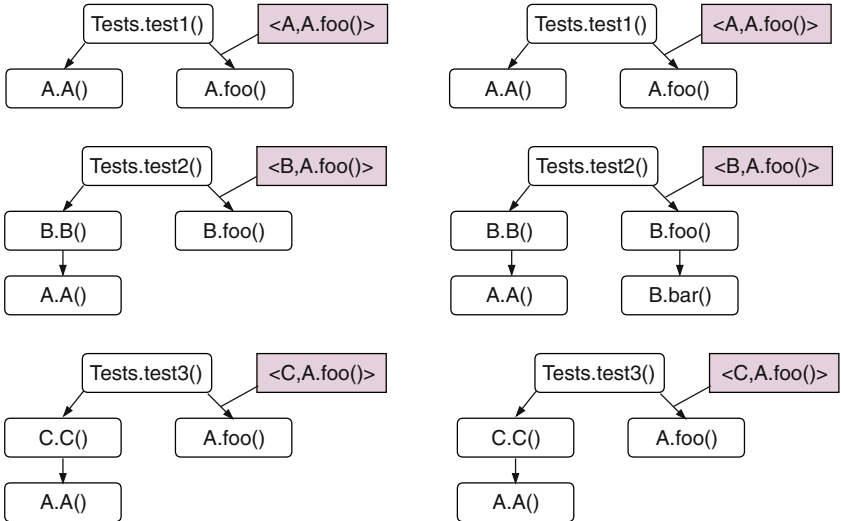 Tests.test1() <A,A.foo()> Tests.test1() <A,A.foo()>
A.A() A.foo() A.A() A.foo()
Tests.test2() <B,A.foo()> Tests.test2() <B,A.foo()>
B.B() B.foo() B.B() B.foo()
A.A() A.A() B.bar()
Tests.test3() <C,A.foo()> Tests.test3() <C,A.foo()>
C.C() A.foo() C.C() A.foo()
A.A() A.A()